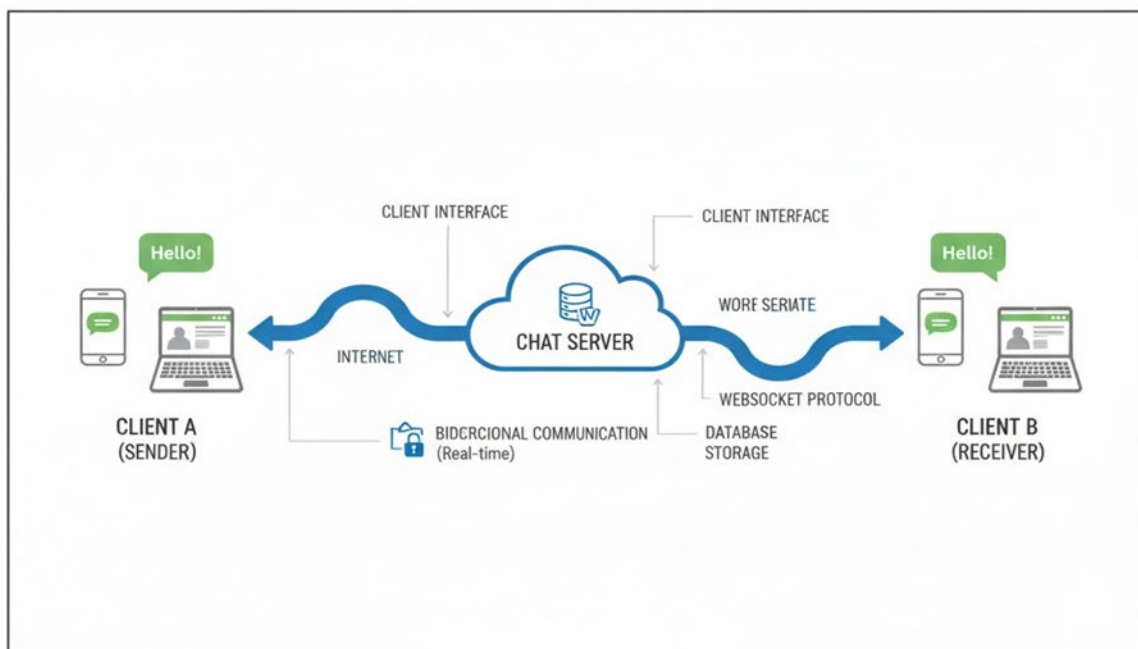 CLIENT INTERFACE
CLIENT INTERFACE
Hello!
Hello!
WORF SERIATE
W
CHAT SERVER
INTERNET
WEBSOCKET PROTOCOL
CLIENT A
(SENDER)
BIDERCIONAL COMMUNICATION
(Real-time)
DATABASE
STORAGE
CLIENT B
(RECEIVER)